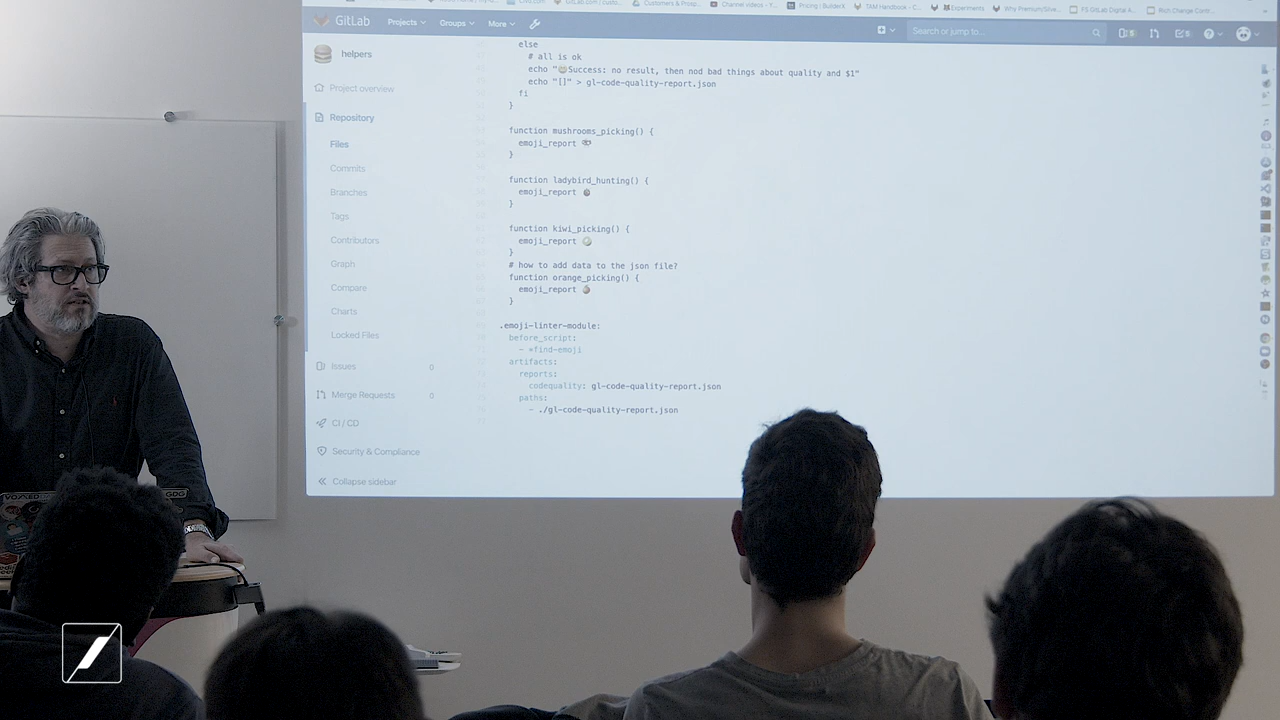 GitLab Projects Groups More Search or jump to...
helpers
Project overview
Repository
Files
Commits
Branches
Tags
Contributors
Graph
Compare
Charts
Locked Files
Issues 0
Merge Requests 0
CI / CD
Security & Compliance
Collapse sidebar
else
# all is ok
echo "😀Success: no result, then nod bad things about quality and $1"
echo "[]" > gl-code-quality-report.json
fi
}
function mushrooms_picking() {
emoji_report
}
function ladybird_hunting() {
emoji_report
}
function kiwi_picking() {
emoji_report
}
# how to add data to the json file?
function orange_picking() {
emoji_report
}
.emoji-linter-module:
before_script:
- *find-emoji
artifacts:
reports:
codequality: gl-code-quality-report.json
paths:
- ./gl-code-quality-report.json
GDG